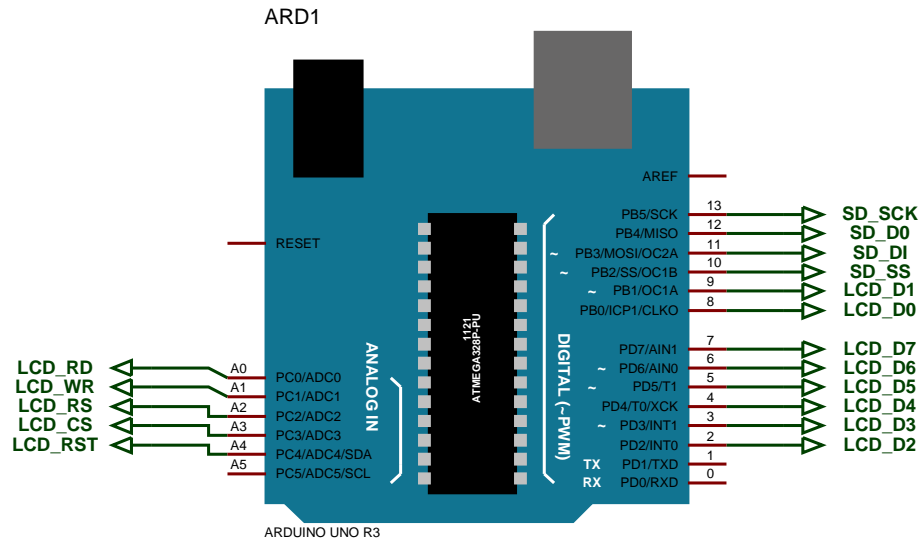 ARD1
AREF
PB5/SCK 13 SD_SCK
PB4/MISO 12 SD_D0
~ PB3/MOSI/OC2A 11 SD_DI
~ PB2/SS/OC1B 10 SD_SS
~ PB1/OC1A 9 LCD_D1
PB0/ICP1/CLKO 8 LCD_D0
RESET
1121
ATMEGA328P-PU
ANALOG IN
DIGITAL (~PWM)
PD7/AIN1 7 LCD_D7
~ PD6/AIN0 6 LCD_D6
~ PD5/T1 5 LCD_D5
PD4/T0/XCK 4 LCD_D4
~ PD3/INT1 3 LCD_D3
PD2/INT0 2 LCD_D2
TX PD1/TXD 1
RX PD0/RXD 0
LCD_RD A0 PC0/ADC0
LCD_WR A1 PC1/ADC1
LCD_RS A2 PC2/ADC2
LCD_CS A3 PC3/ADC3
LCD_RST A4 PC4/ADC4/SDA
A5 PC5/ADC5/SCL
ARDUINO UNO R3